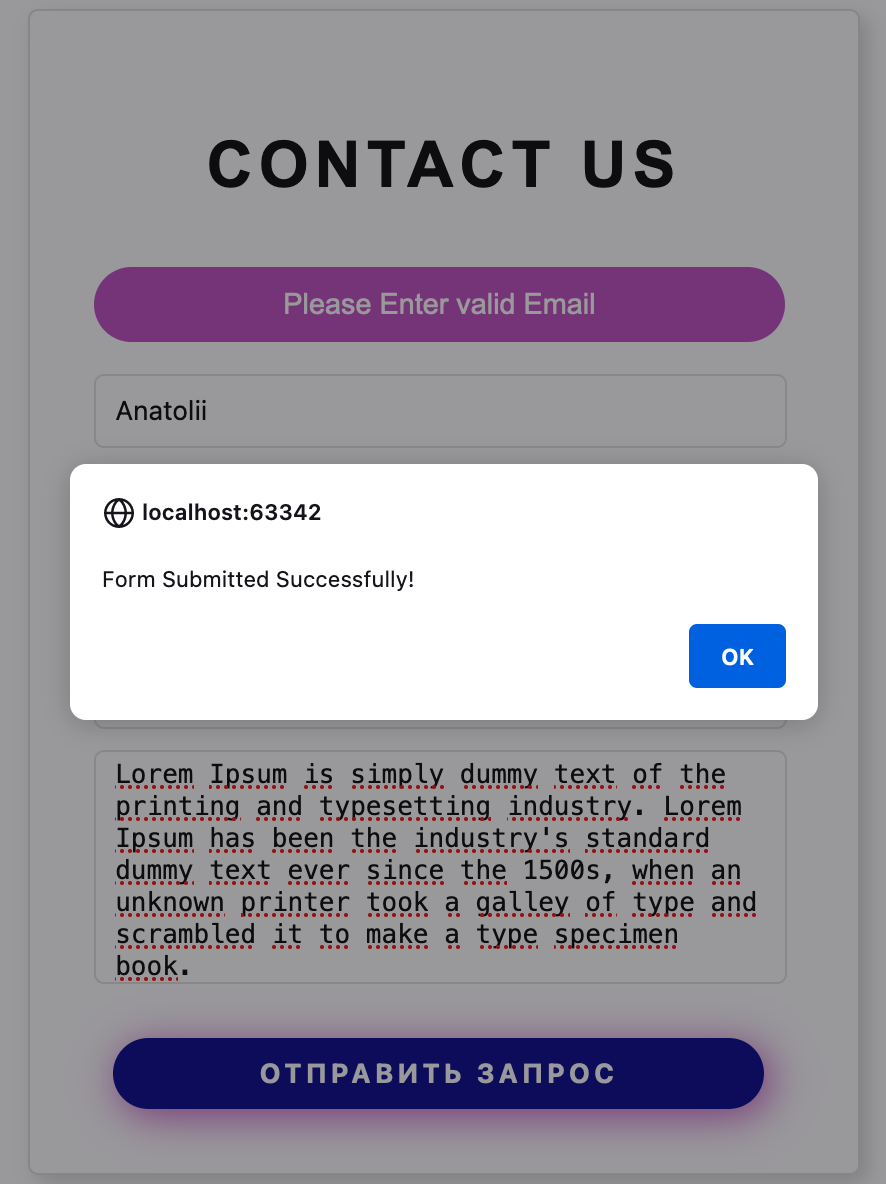 CONTACT US
Please Enter valid Email
Anatolii
localhost:63342
Form Submitted Successfully!
OK
Lorem Ipsum is simply dummy text of the
printing and typesetting industry. Lorem
Ipsum has been the industry's standard
dummy text ever since the 1500s, when an
unknown printer took a galley of type and
scrambled it to make a type specimen
book.
ОТПРАВИТЬ ЗАПРОС